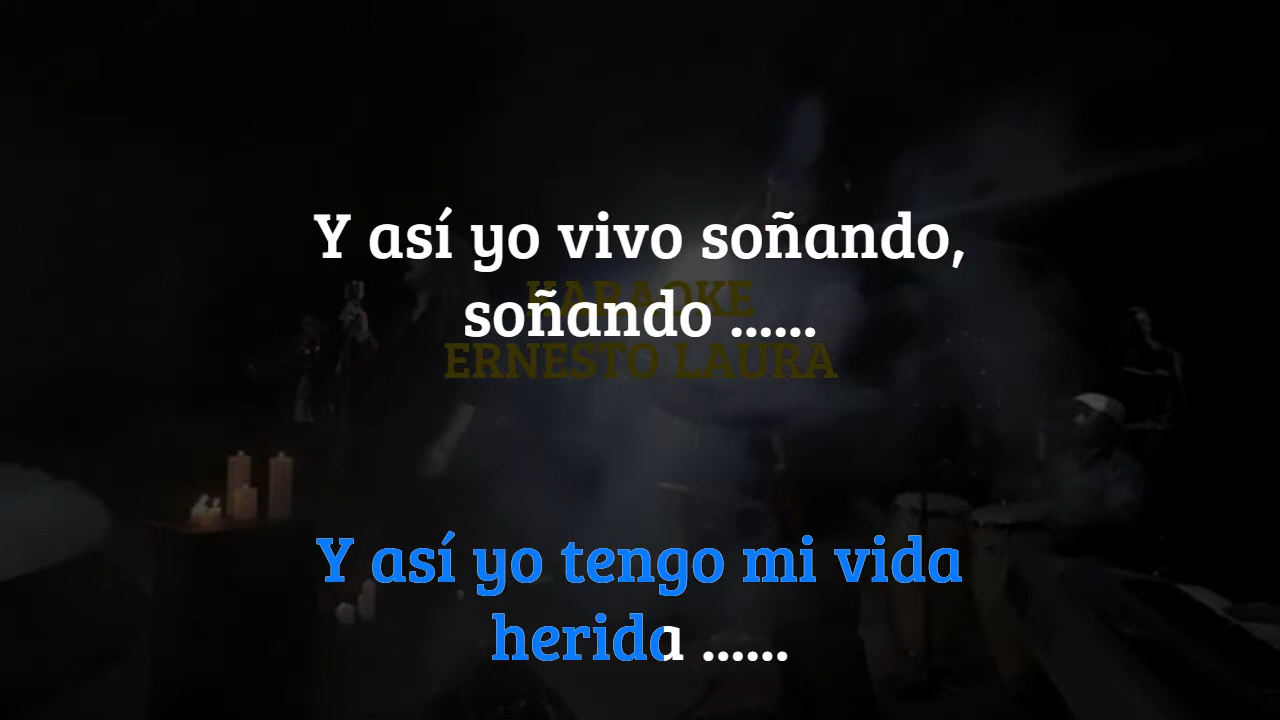 Y así yo vivo soñando,
KARAOKE
soñando ......
ERNESTO LAURA
Y así yo tengo mi vida
herida ......